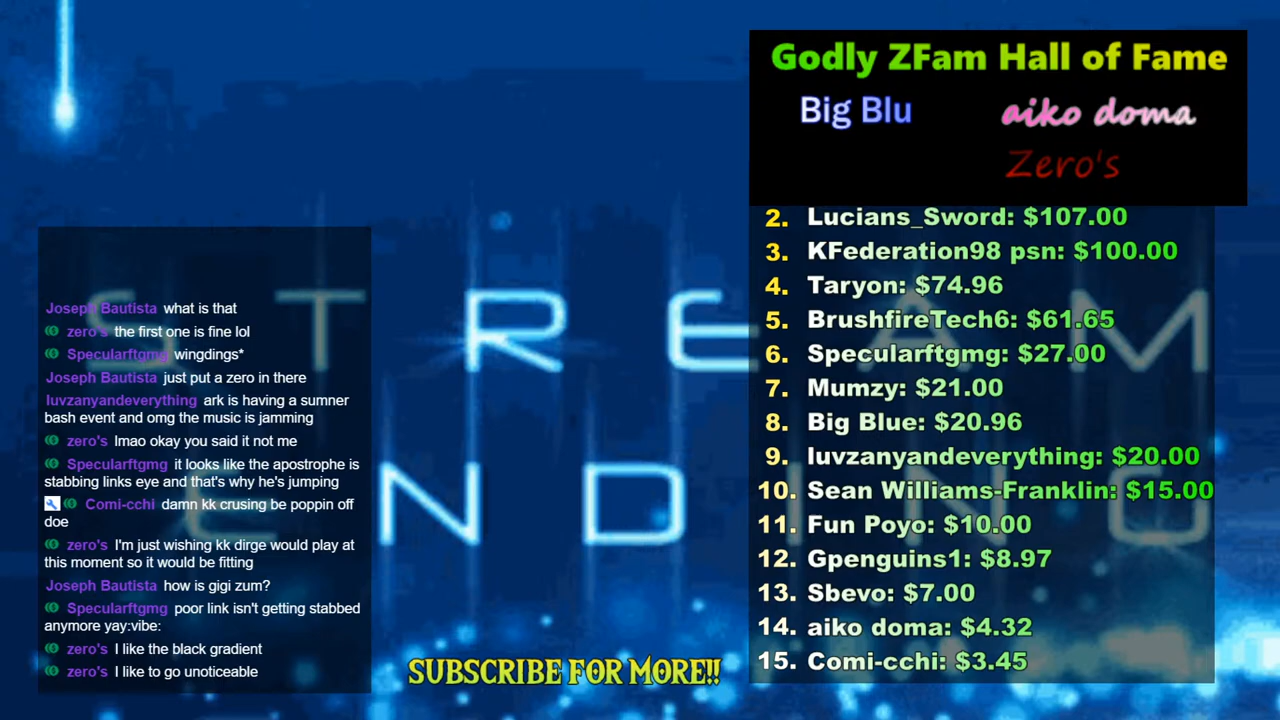 Godly ZFam Hall of Fame
Big Blu
aiko doma
Zero's
2. Lucians_Sword: $107.00
3. KFederation98 psn: $100.00
4. Taryon: $74.96
5. BrushfireTech6: $61.65
6. Specularftgmg: $27.00
7. Mumzy: $21.00
8. Big Blue: $20.96
9. luvzanyandeverything: $20.00
10. Sean Williams-Franklin: $15.00
11. Fun Poyo: $10.00
12. Gpenguins1: $8.97
13. Sbevo: $7.00
14. aiko doma: $4.32
15. Comi-cchi: $3.45
STREAM
ENDING
Joseph Bautista what is that
zero's the first one is fine lol
Specularftgmg wingdings*
Joseph Bautista just put a zero in there
luvzanyandeverything ark is having a sumner
bash event and omg the music is jamming
zero's lmao okay you said it not me
Specularftgmg it looks like the apostrophe is
stabbing links eye and that's why he's jumping
Comi-cchi damn kk crusing be poppin off
doe
zero's I'm just wishing kk dirge would play at
this moment so it would be fitting
Joseph Bautista how is gigi zum?
Specularftgmg poor link isn't getting stabbed
anymore yay:vibe:
zero's I like the black gradient
zero's I like to go unoticeable
SUBSCRIBE FOR MORE!!